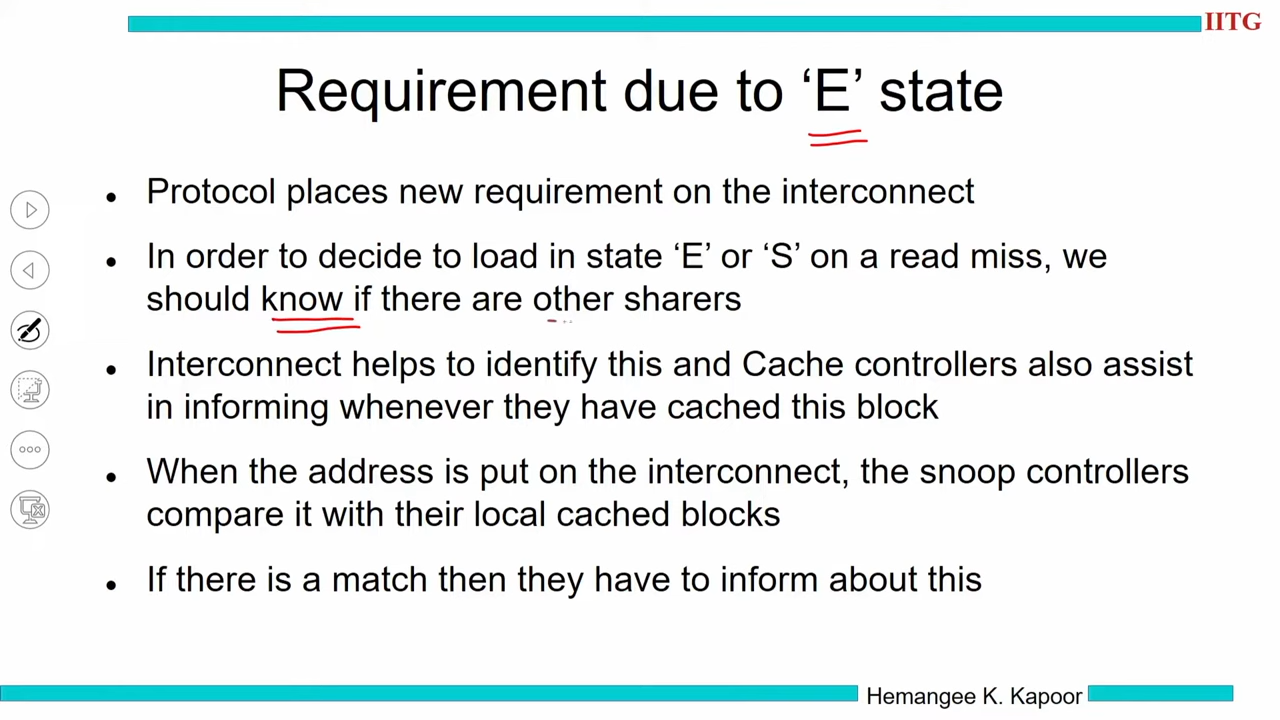 IITG
Requirement due to ‘E’ state
• Protocol places new requirement on the interconnect
• In order to decide to load in state ‘E’ or ‘S’ on a read miss, we
should know if there are other sharers
• Interconnect helps to identify this and Cache controllers also assist
in informing whenever they have cached this block
• When the address is put on the interconnect, the snoop controllers
compare it with their local cached blocks
• If there is a match then they have to inform about this
Hemangee K. Kapoor